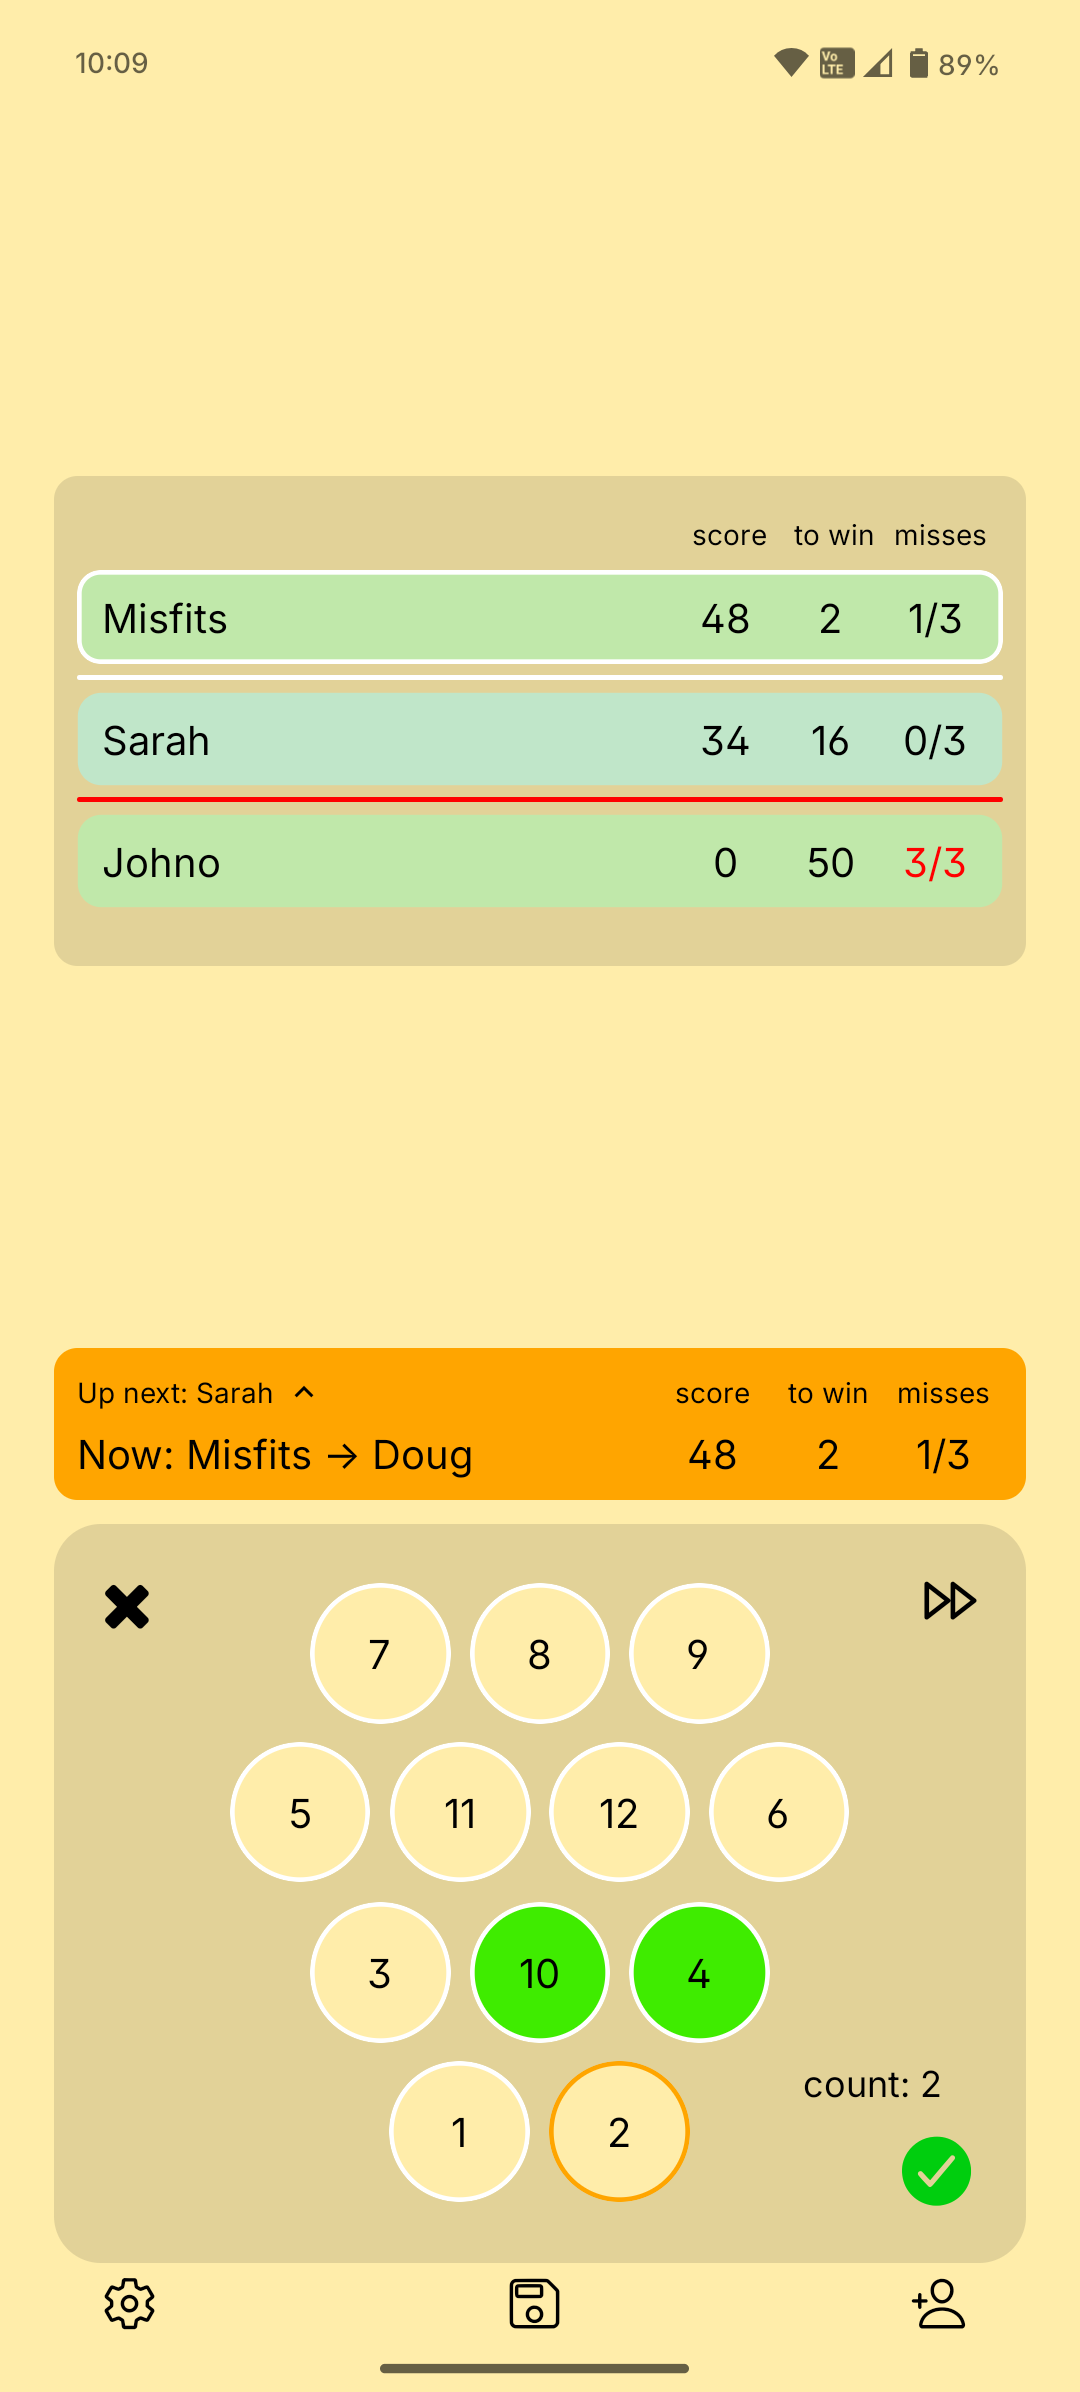 10:09 Vo LTE 89%
score to win misses
Misfits 48 2 1/3
Sarah 34 16 0/3
Johno 0 50 3/3
Up next: Sarah score to win misses
Now: Misfits → Doug 48 2 1/3
7 8 9
5 11 12 6
3 10 4
count: 2
1 2